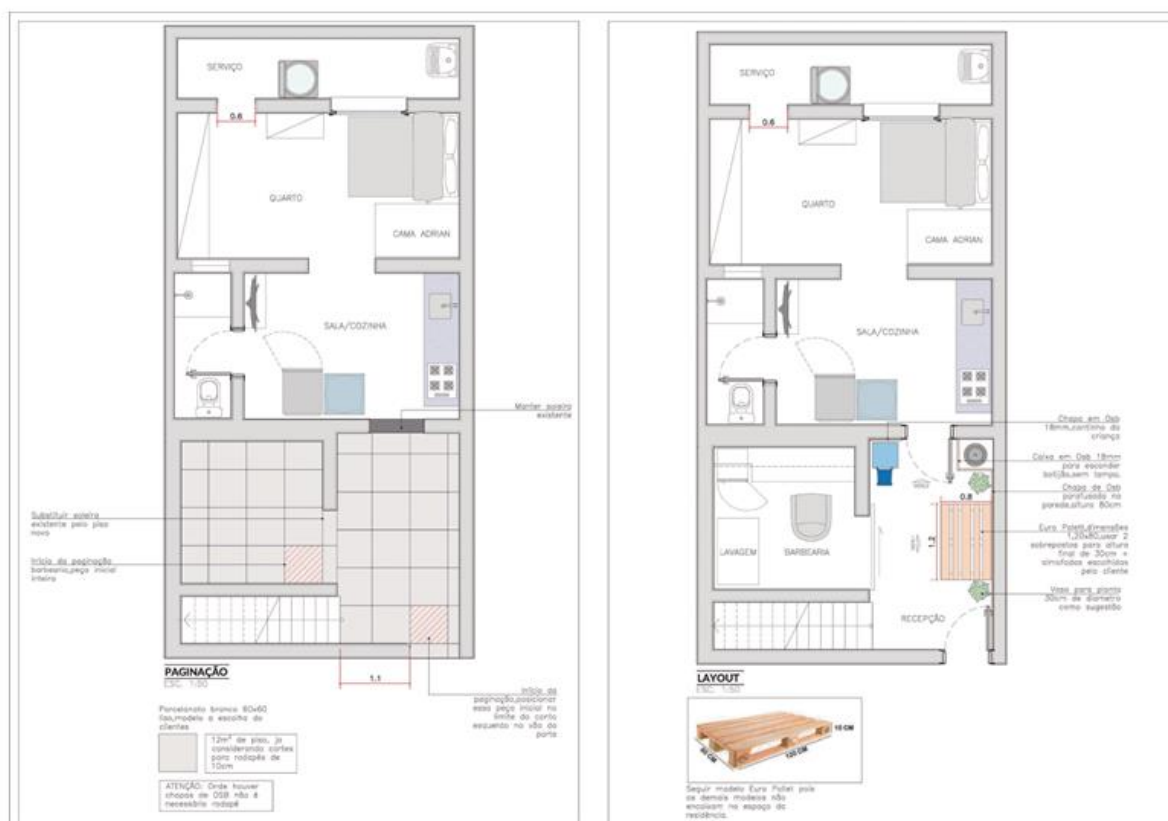 SERVIÇO
0.6
QUARTO
CAMA ADRIAN
SALA/COZINHA
Manter soleira
existente
Substituir soleira
existente pelo piso
novo
Início da paginação
barbearia,peça inicial
inteira
PAGINAÇÃO
ESC. 1:50
1.1
Início da
paginação,posicionar
essa peça inicial no
limite do canto
esquerdo no vão da
porta
Porcelanato branco 60x60
liso,modelo a escolha do
clientes
12m² de piso, já
considerando cortes
para rodapés de
10cm
ATENÇÃO: Onde houver
chapas de OSB não é
necessário rodapé
SERVIÇO
0.6
QUARTO
CAMA ADRIAN
SALA/COZINHA
Chapa em Osb
18mm,cantinho da
criança
Caixa em Osb 18mm
para esconder
botijão,sem tampa.
Chapa de Osb
parafusada na
parede,altura 80cm
0.8
1.2
Euro Palett,dimensões
1,20x80,usar 2
sobrepostos para altura
final de 30cm +
almofadas escolhidas
pelo cliente
Vaso para planta
30cm de diametro
como sugestão
LAVAGEM
BARBEARIA
RECEPÇÃO
LAYOUT
ESC. 1:50
15 CM
80 CM
120 CM
Seguir modelo Euro Pallet pois
os demais modelos não
encaixam no espaço da
residência.